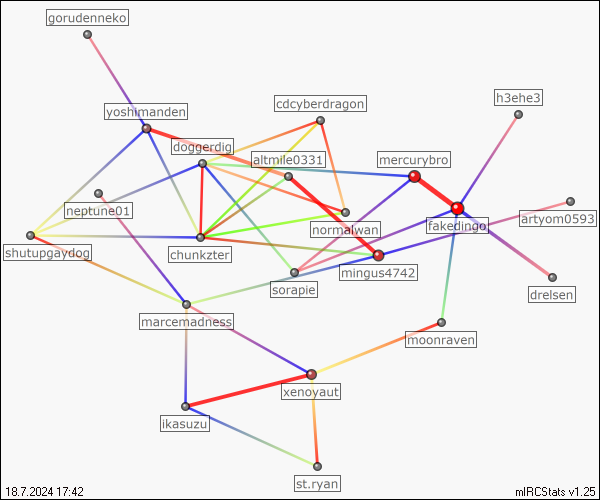 gorudenneko
h3ehe3
cdcyberdragon
yoshimanden
doggerdig
altmile0331
mercurybro
neptune01
normalwan
fakedingo
artyom0593
shutupgaydog
chunkzter
mingus4742
sorapie
drelsen
marcemadness
moonraven
xenoyaut
ikasuzu
st.ryan
18.7.2024 17:42
mIRCStats v1.25